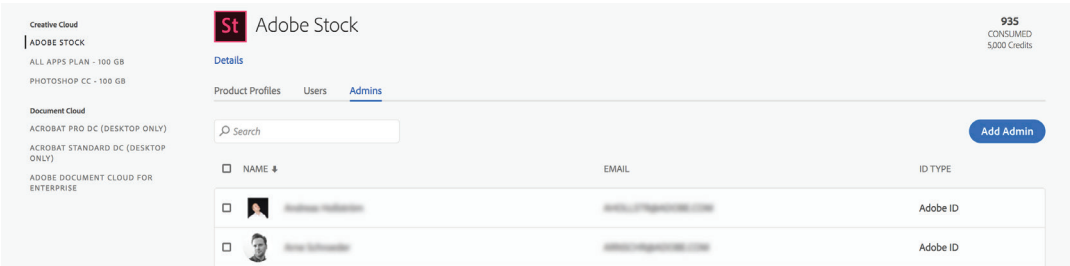 Creative Cloud
ADOBE STOCK
ALL APPS PLAN - 100 GB
PHOTOSHOP CC - 100 GB
Document Cloud
ACROBAT PRO DC (DESKTOP ONLY)
ACROBAT STANDARD DC (DESKTOP
ONLY)
ADOBE DOCUMENT CLOUD FOR
ENTERPRISE
St Adobe Stock
935
CONSUMED
5,000 Credits
Details
Product Profiles Users Admins
Search
Add Admin
NAME EMAIL ID TYPE
Adobe ID
Adobe ID